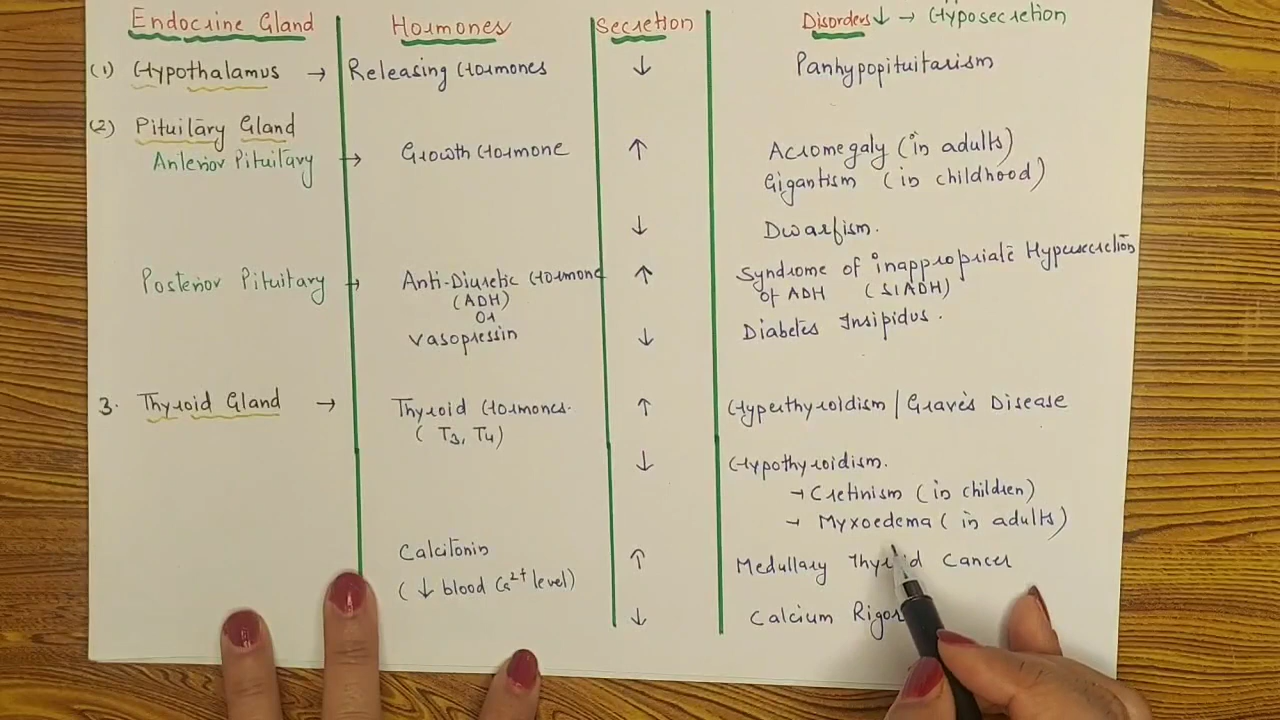 Endocrine Gland Hormones Secretion Disorders ↓ → Hyposecretion
(1) Hypothalamus → Releasing Hormones ↓ Panhypopituitarism
(2) Pituitary Gland
Anterior Pituitary → Growth Hormone ↑ Acromegaly (in adults)
Gigantism (in childhood)
↓ Dwarfism.
Posterior Pituitary → Anti-Diuretic Hormone ↑ Syndrome of inappropriate Hypersecretion
(ADH) of ADH (SIADH)
Or
Vasopressin ↓ Diabetes Insipidus.
3. Thyroid Gland → Thyroid Hormones. ↑ Hyperthyroidism / Grave's Disease
(T3, T4)
↓ Hypothyroidism.
→ Cretinism (in children)
→ Myxoedema (in adults)
Calcitonin ↑ Medullary Thyroid Cancer
(↓ blood Ca²⁺ level)
↓ Calcium Rigor